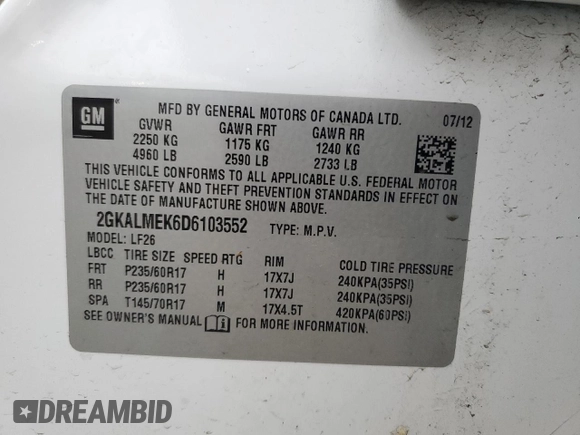 GM
MFD BY GENERAL MOTORS OF CANADA LTD. 07/12
GVWR GAWR FRT GAWR RR
2250 KG 1175 KG 1240 KG
4960 LB 2590 LB 2733 LB
THIS VEHICLE CONFORMS TO ALL APPLICABLE U.S. FEDERAL MOTOR
VEHICLE SAFETY AND THEFT PREVENTION STANDARDS IN EFFECT ON
THE DATE OF MANUFACTURE SHOWN ABOVE.
2GKALMEK6D6103552 TYPE: M.P.V.
MODEL: LF26
LBCC TIRE SIZE SPEED RTG RIM COLD TIRE PRESSURE
FRT P235/60R17 H 17X7J 240KPA(35PSI)
RR P235/60R17 H 17X7J 240KPA(35PSI)
SPA T145/70R17 M 17X4.5T 420KPA(60PSI)
SEE OWNER'S MANUAL FOR MORE INFORMATION.
DREAMBID